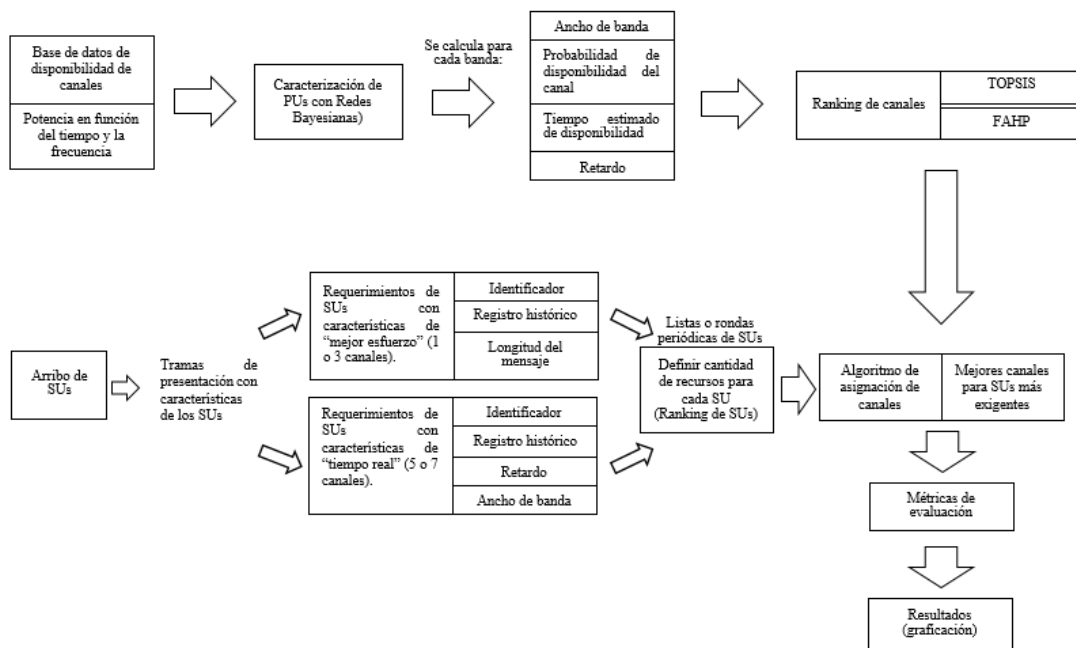 Base de datos de
disponibilidad de
canales
Potencia en función
del tiempo y la
frecuencia
Caracterización de
PUs con Redes
Bayesianas)
Se calcula para
cada banda:
Ancho de banda
Probabilidad de
disponibilidad del
canal
Tiempo estimado
de disponibilidad
Retardo
Ranking de canales
TOPSIS
FAHP
Arribo de
SUs
Tramas de
presentación con
características
de los SUs
Requerimientos de
SUs con
características de
“mejor esfuerzo” (1
o 3 canales).
Identificador
Registro histórico
Longitud del
mensaje
Requerimientos de
SUs con
características de
“tiempo real” (5 o 7
canales).
Identificador
Registro histórico
Retardo
Ancho de banda
Listas o rondas
periódicas de SUs
Definir cantidad
de recursos para
cada SU
(Ranking de SUs)
Algoritmo de
asignación de
canales
Mejores canales
para SUs más
exigentes
Métricas de
evaluación
Resultados
(graficación)